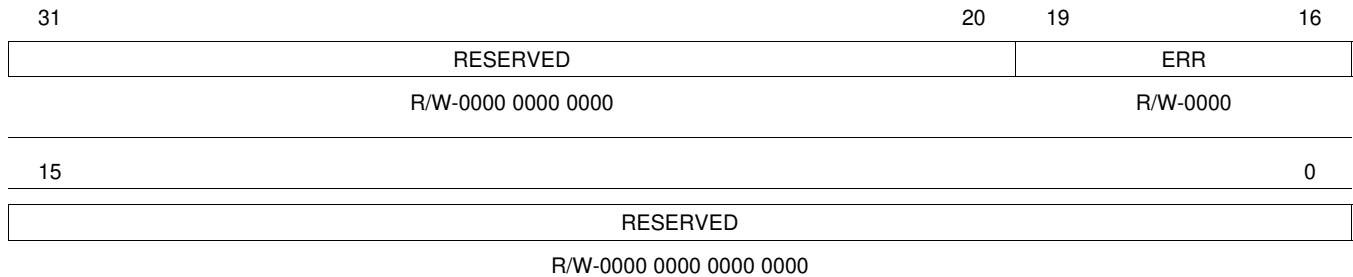 31 20 19 16
RESERVED ERR
R/W-0000 0000 0000 R/W-0000
15 0
RESERVED
R/W-0000 0000 0000 0000